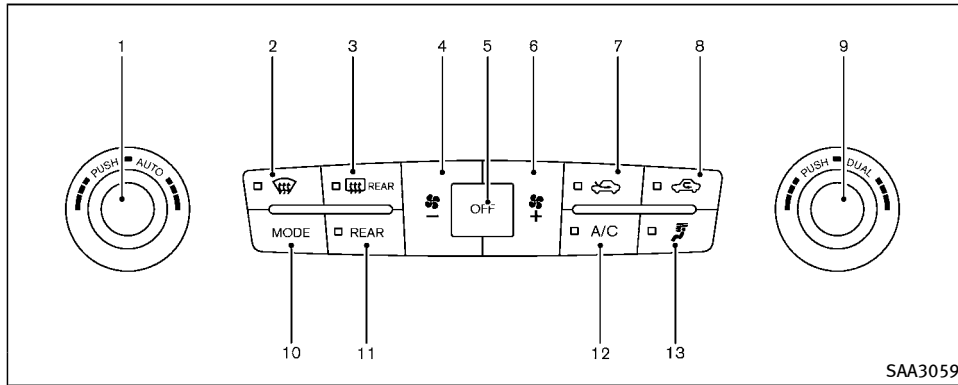 1 2 3 4 5 6 7 8 9
PUSH AUTO
REAR
OFF
PUSH DUAL
MODE
REAR
A/C
10 11 12 13
SAA3059